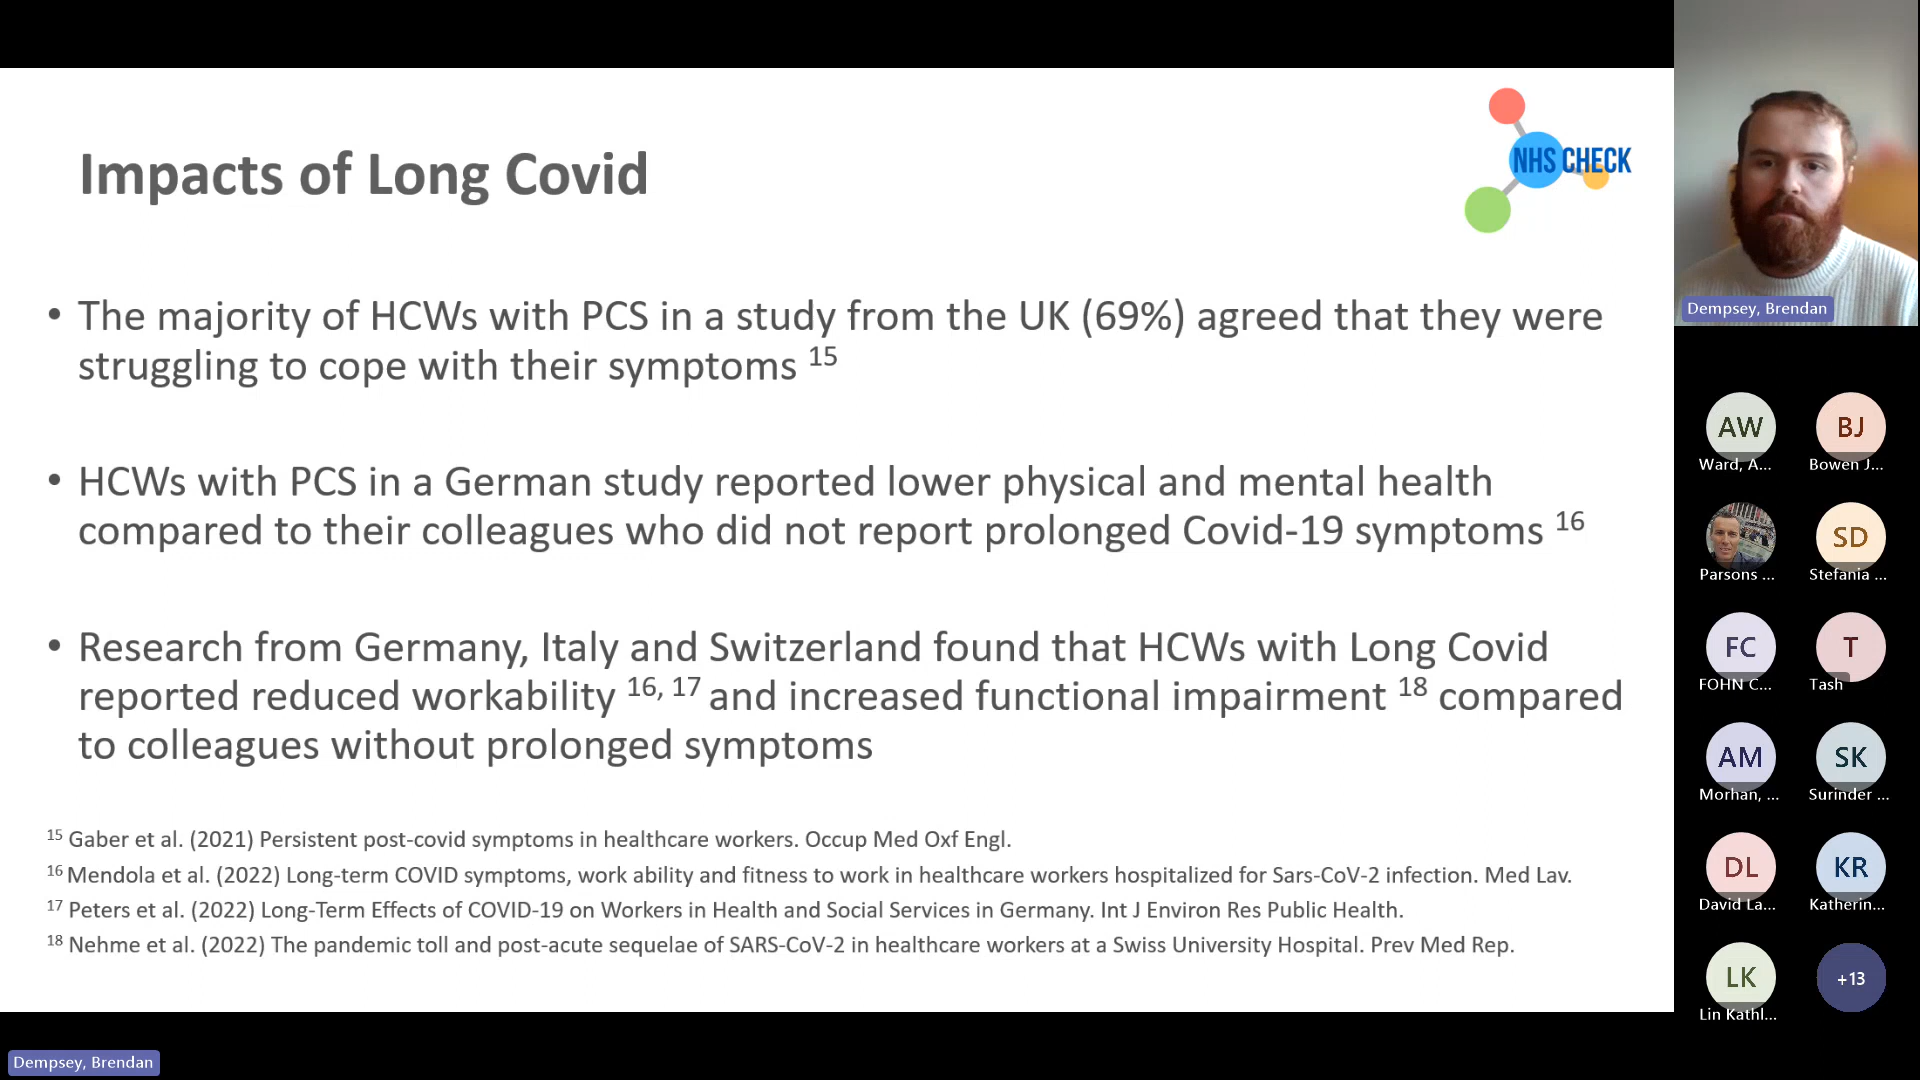 Impacts of Long Covid
NHS CHECK
• The majority of HCWs with PCS in a study from the UK (69%) agreed that they were
struggling to cope with their symptoms 15
• HCWs with PCS in a German study reported lower physical and mental health
compared to their colleagues who did not report prolonged Covid-19 symptoms 16
• Research from Germany, Italy and Switzerland found that HCWs with Long Covid
reported reduced workability 16, 17 and increased functional impairment 18 compared
to colleagues without prolonged symptoms
15 Gaber et al. (2021) Persistent post-covid symptoms in healthcare workers. Occup Med Oxf Engl.
16 Mendola et al. (2022) Long-term COVID symptoms, work ability and fitness to work in healthcare workers hospitalized for Sars-CoV-2 infection. Med Lav.
17 Peters et al. (2022) Long-Term Effects of COVID-19 on Workers in Health and Social Services in Germany. Int J Environ Res Public Health.
18 Nehme et al. (2022) The pandemic toll and post-acute sequelae of SARS-CoV-2 in healthcare workers at a Swiss University Hospital. Prev Med Rep.
Dempsey, Brendan
Dempsey, Brendan
AW BJ
Ward, A... Bowen J...
SD
Parsons ... Stefania ...
FC T
FOHN C... Tash
AM SK
Morhan, ... Surinder ...
DL KR
David La... Katherin...
LK +13
Lin Kathl...